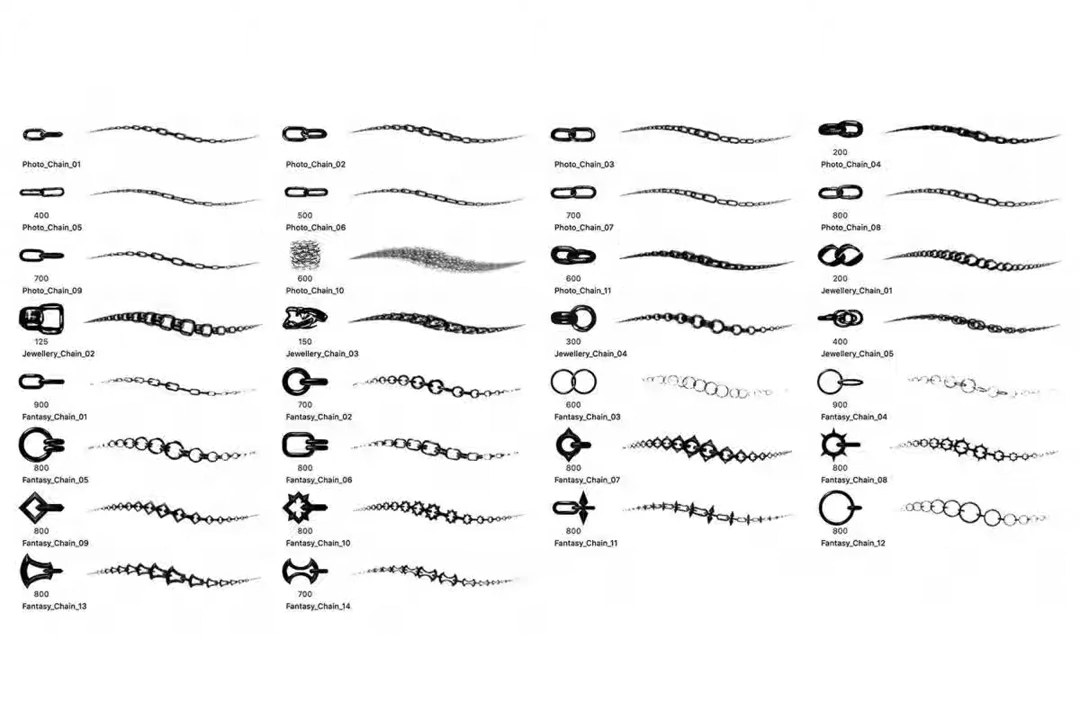 Photo_Chain_01
Photo_Chain_02
Photo_Chain_03
200
Photo_Chain_04
400
Photo_Chain_05
500
Photo_Chain_06
700
Photo_Chain_07
800
Photo_Chain_08
700
Photo_Chain_09
600
Photo_Chain_10
600
Photo_Chain_11
200
Jewellery_Chain_01
125
Jewellery_Chain_02
150
Jewellery_Chain_03
300
Jewellery_Chain_04
400
Jewellery_Chain_05
900
Fantasy_Chain_01
700
Fantasy_Chain_02
600
Fantasy_Chain_03
900
Fantasy_Chain_04
800
Fantasy_Chain_05
800
Fantasy_Chain_06
800
Fantasy_Chain_07
800
Fantasy_Chain_08
800
Fantasy_Chain_09
800
Fantasy_Chain_10
800
Fantasy_Chain_11
800
Fantasy_Chain_12
800
Fantasy_Chain_13
700
Fantasy_Chain_14